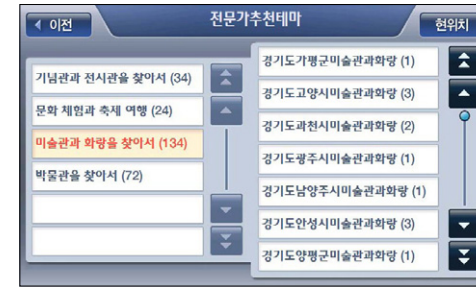 이전
전문가추천테마
현위치
기념관과 전시관을 찾아서 (34)
문화 체험과 축제 여행 (24)
미술관과 화랑을 찾아서 (134)
박물관을 찾아서 (72)
경기도가평군미술관과화랑 (1)
경기도고양시미술관과화랑 (3)
경기도과천시미술관과화랑 (2)
경기도광주시미술관과화랑 (1)
경기도남양주시미술관과화랑 (1)
경기도안성시미술관과화랑 (3)
경기도양평군미술관과화랑 (1)